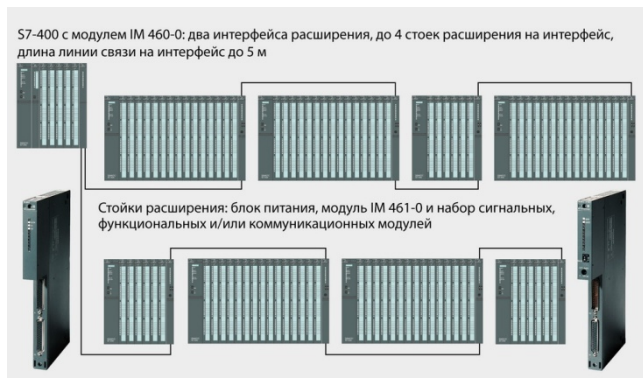 S7-400 с модулем IM 460-0: два интерфейса расширения, до 4 стоек расширения на интерфейс,
длина линии связи на интерфейс до 5 м
Стойки расширения: блок питания, модуль IM 461-0 и набор сигнальных,
функциональных и/или коммуникационных модулей